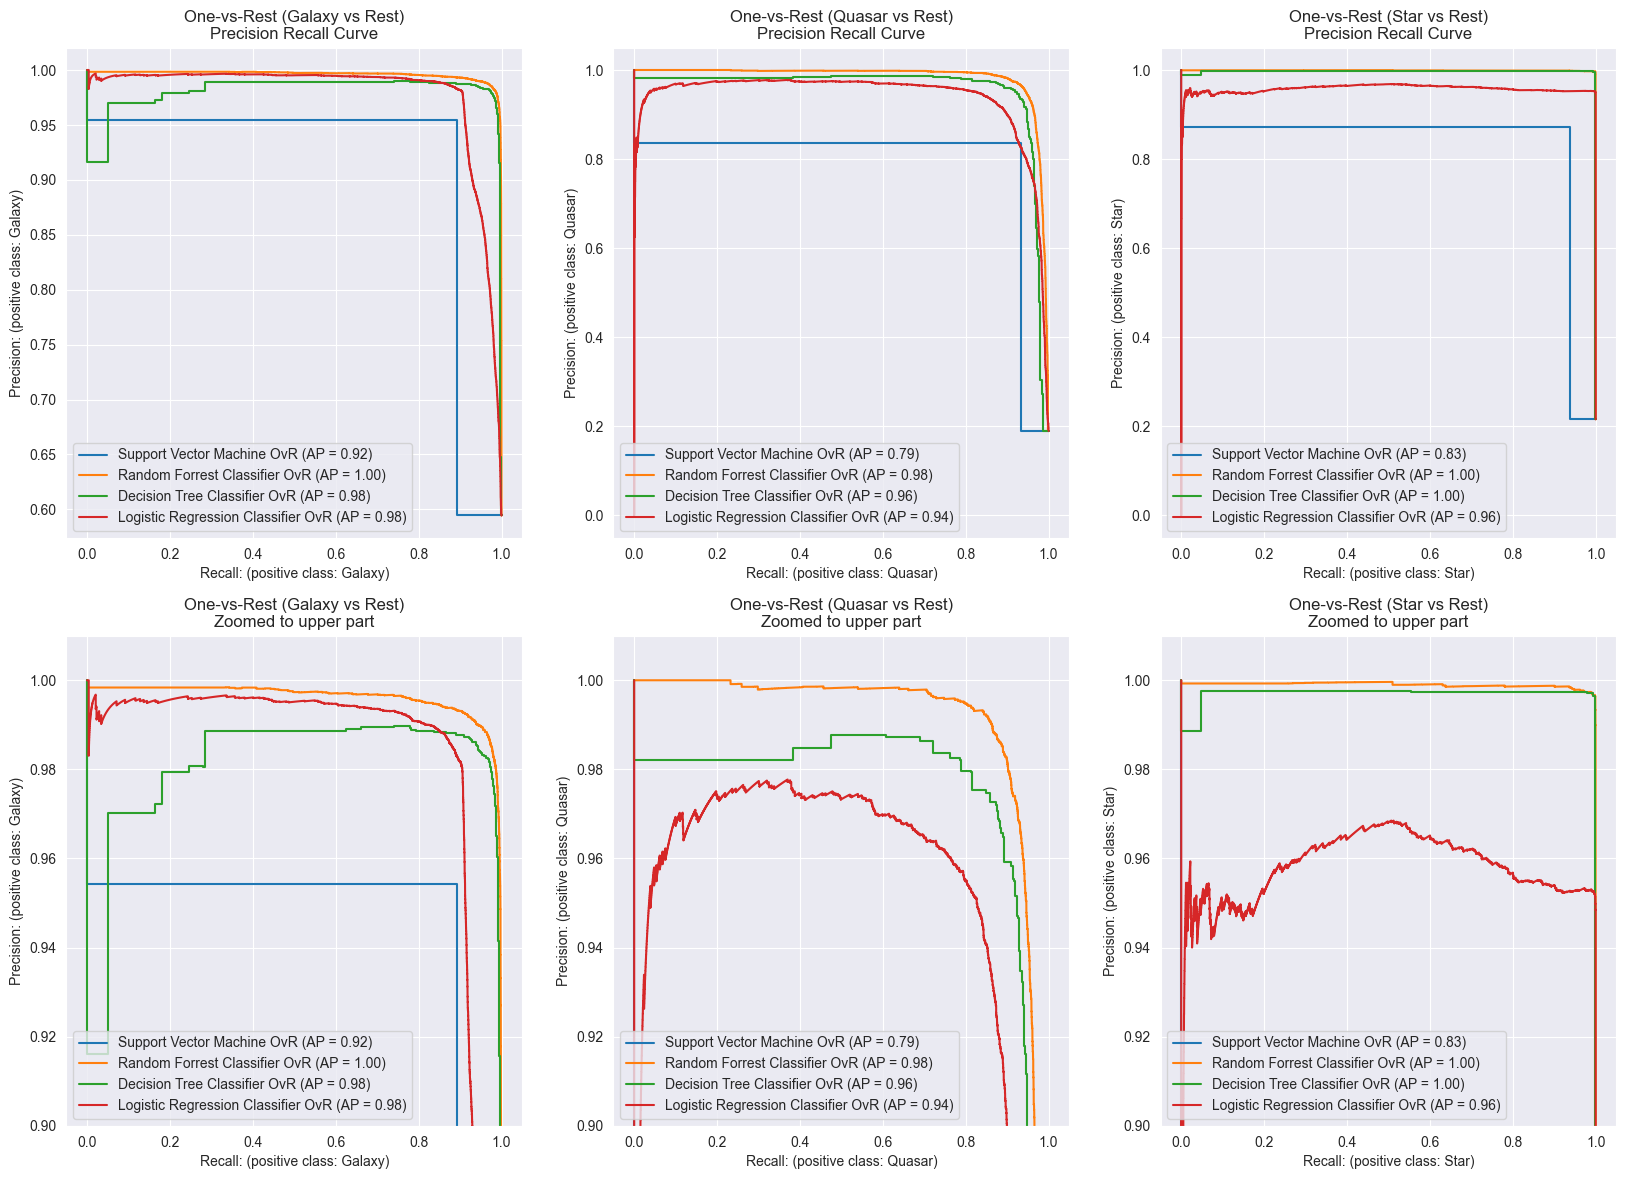 One-vs-Rest (Galaxy vs Rest)
Precision Recall Curve
1.00
0.95
0.90
0.85
0.80
0.75
0.70
0.65
0.60
Precision: (positive class: Galaxy)
Support Vector Machine OvR (AP = 0.92)
Random Forrest Classifier OvR (AP = 1.00)
Decision Tree Classifier OvR (AP = 0.98)
Logistic Regression Classifier OvR (AP = 0.98)
0.0 0.2 0.4 0.6 0.8 1.0
Recall: (positive class: Galaxy)
One-vs-Rest (Quasar vs Rest)
Precision Recall Curve
1.0
0.8
0.6
0.4
0.2
0.0
Precision: (positive class: Quasar)
Support Vector Machine OvR (AP = 0.79)
Random Forrest Classifier OvR (AP = 0.98)
Decision Tree Classifier OvR (AP = 0.96)
Logistic Regression Classifier OvR (AP = 0.94)
0.0 0.2 0.4 0.6 0.8 1.0
Recall: (positive class: Quasar)
One-vs-Rest (Star vs Rest)
Precision Recall Curve
1.0
0.8
0.6
0.4
0.2
0.0
Precision: (positive class: Star)
Support Vector Machine OvR (AP = 0.83)
Random Forrest Classifier OvR (AP = 1.00)
Decision Tree Classifier OvR (AP = 1.00)
Logistic Regression Classifier OvR (AP = 0.96)
0.0 0.2 0.4 0.6 0.8 1.0
Recall: (positive class: Star)
One-vs-Rest (Galaxy vs Rest)
Zoomed to upper part
1.00
0.98
0.96
0.94
0.92
0.90
Precision: (positive class: Galaxy)
Support Vector Machine OvR (AP = 0.92)
Random Forrest Classifier OvR (AP = 1.00)
Decision Tree Classifier OvR (AP = 0.98)
Logistic Regression Classifier OvR (AP = 0.98)
0.0 0.2 0.4 0.6 0.8 1.0
Recall: (positive class: Galaxy)
One-vs-Rest (Quasar vs Rest)
Zoomed to upper part
1.00
0.98
0.96
0.94
0.92
0.90
Precision: (positive class: Quasar)
Support Vector Machine OvR (AP = 0.79)
Random Forrest Classifier OvR (AP = 0.98)
Decision Tree Classifier OvR (AP = 0.96)
Logistic Regression Classifier OvR (AP = 0.94)
0.0 0.2 0.4 0.6 0.8 1.0
Recall: (positive class: Quasar)
One-vs-Rest (Star vs Rest)
Zoomed to upper part
1.00
0.98
0.96
0.94
0.92
0.90
Precision: (positive class: Star)
Support Vector Machine OvR (AP = 0.83)
Random Forrest Classifier OvR (AP = 1.00)
Decision Tree Classifier OvR (AP = 1.00)
Logistic Regression Classifier OvR (AP = 0.96)
0.0 0.2 0.4 0.6 0.8 1.0
Recall: (positive class: Star)